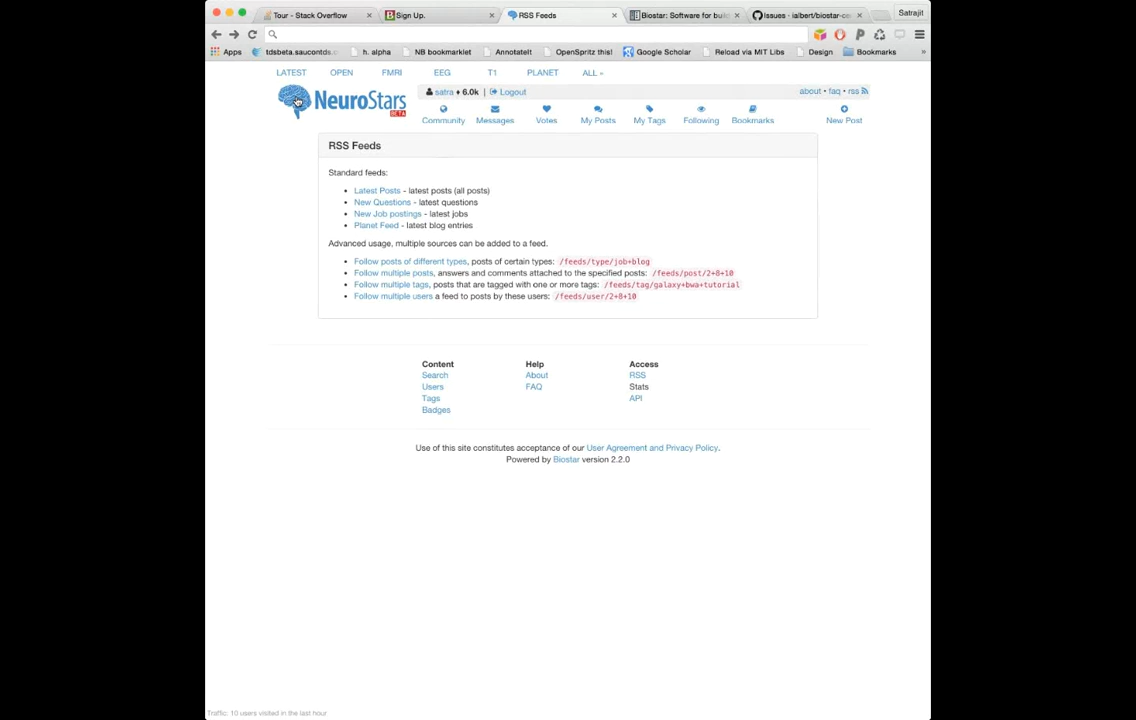 Tour - Stack Overflow
Sign Up.
RSS Feeds
Biostar: Software for buil
Issues - ialbert/biostar-ce
Satrajit
Apps
tdsbeta.saucontds.c
h. alpha
NB bookmarklet
AnnotateIt
OpenSpritz this!
Google Scholar
Reload via MIT Libs
Design
Bookmarks
»
LATEST OPEN FMRI EEG T1 PLANET ALL »
NeuroStars
BETA
satra ♦ 6.0k | Logout
about • faq • rss
Community Messages Votes My Posts My Tags Following Bookmarks New Post
RSS Feeds
Standard feeds:
• Latest Posts - latest posts (all posts)
• New Questions - latest questions
• New Job postings - latest jobs
• Planet Feed - latest blog entries
Advanced usage, multiple sources can be added to a feed.
• Follow posts of different types, posts of certain types: /feeds/type/job+blog
• Follow multiple posts, answers and comments attached to the specified posts: /feeds/post/2+8+10
• Follow multiple tags, posts that are tagged with one or more tags: /feeds/tag/galaxy+bwa+tutorial
• Follow multiple users a feed to posts by these users: /feeds/user/2+8+10
Content
Search
Users
Tags
Badges
Help
About
FAQ
Access
RSS
Stats
API
Use of this site constitutes acceptance of our User Agreement and Privacy Policy.
Powered by Biostar version 2.2.0
Traffic: 10 users visited in the last hour